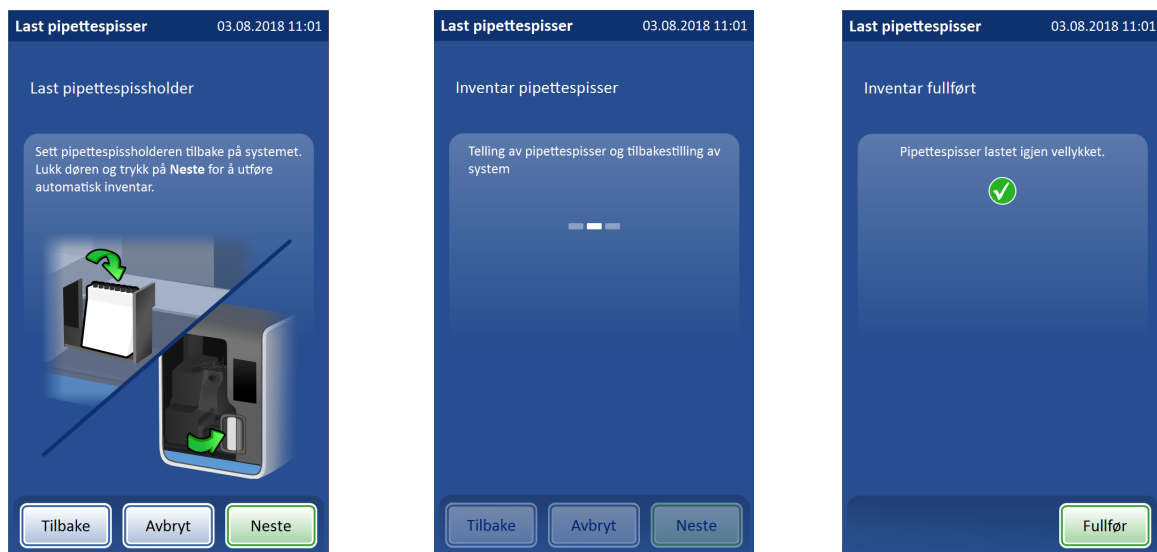 Last pipettespisser 03.08.2018 11:01
Last pipettespissholder
Sett pipettespissholderen tilbake på systemet.
Lukk døren og trykk på Neste for å utføre
automatisk inventar.
Tilbake Avbryt Neste
Last pipettespisser 03.08.2018 11:01
Inventar pipettespisser
Telling av pipettespisser og tilbakestilling av
system
Tilbake Avbryt Neste
Last pipettespisser 03.08.2018 11:01
Inventar fullført
Pipettespisser lastet igjen vellykket.
Fullfør